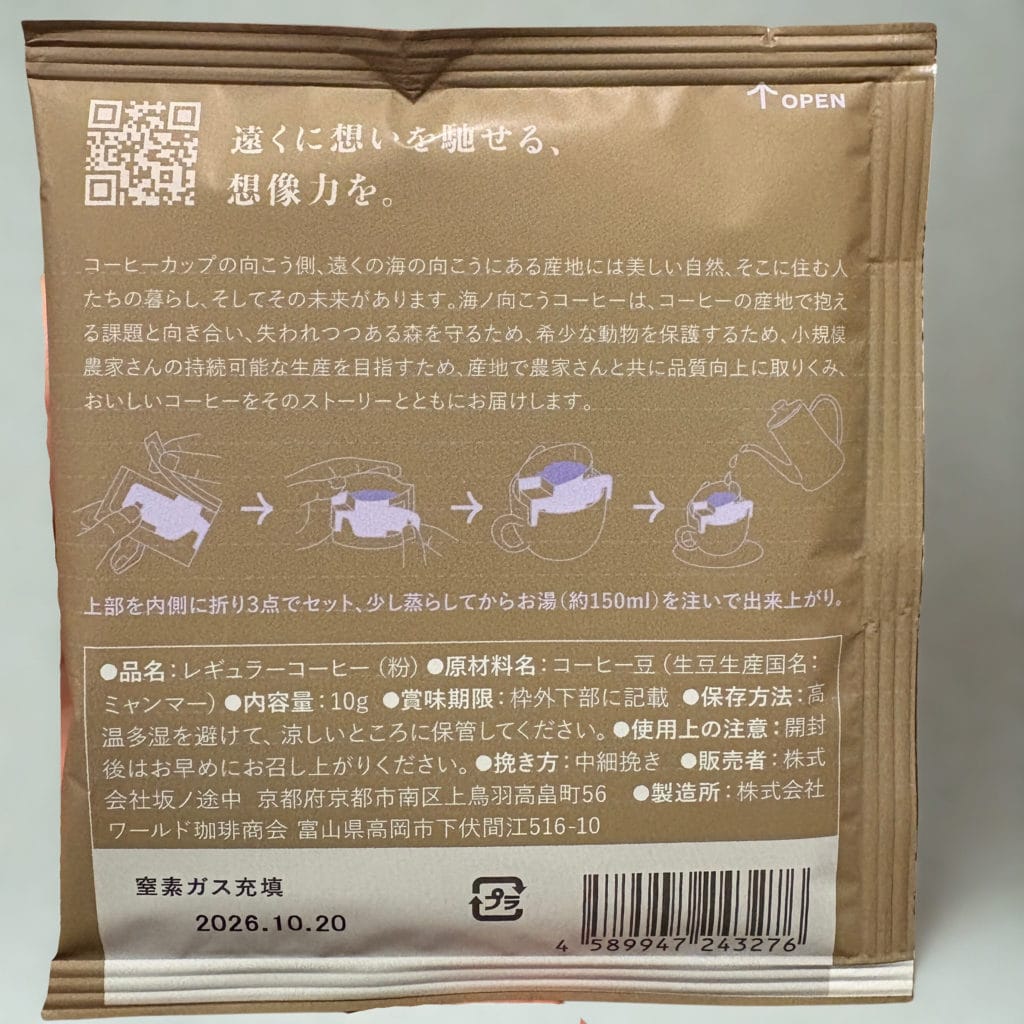 ↑OPEN
遠くに想いを馳せる、
想像力を。
コーヒーカップの向こう側、遠くの海の向こうにある産地には美しい自然、そこに住む人
たちの暮らし、そしてその未来があります。海ノ向こうコーヒーは、コーヒーの産地で抱え
る課題と向き合い、失われつつある森を守るため、希少な動物を保護するため、小規模
農家さんの持続可能な生産を目指すため、産地で農家さんと共に品質向上に取りくみ、
おいしいコーヒーをそのストーリーとともにお届けします。
上部を内側に折り3点でセット、少し蒸らしてからお湯（約150ml）を注いで出来上がり。
●品名：レギュラーコーヒー（粉）●原材料名：コーヒー豆（生豆生産国名：
ミャンマー）●内容量：10g ●賞味期限：枠外下部に記載 ●保存方法：高
温多湿を避けて、涼しいところに保管してください。●使用上の注意：開封
後はお早めにお召し上がりください。●挽き方：中細挽き ●販売者：株式
会社坂ノ途中 京都府京都市南区上鳥羽高畠町56 ●製造所：株式会社
ワールド珈琲商会 富山県高岡市下伏間江516-10
窒素ガス充填
2026.10.20
プラ
4 589947 243276